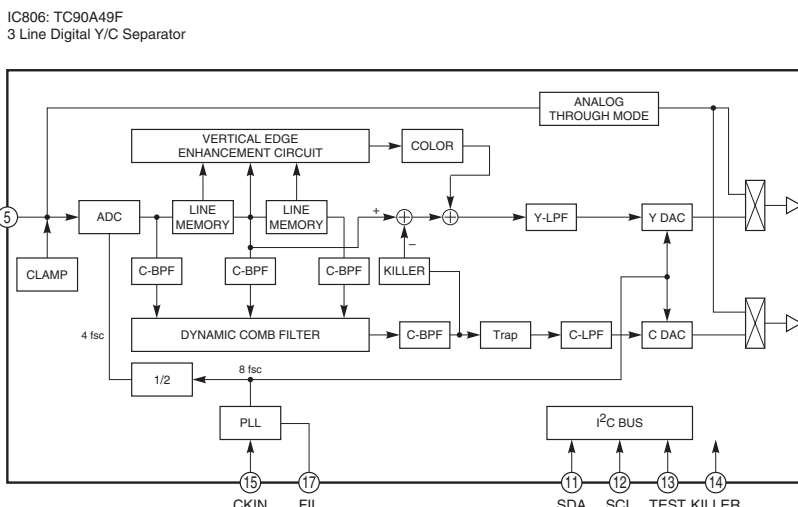 IC806: TC90A49F
3 Line Digital Y/C Separator
ANALOG
THROUGH MODE
VERTICAL EDGE
ENHANCEMENT CIRCUIT
COLOR
5
ADC
LINE
MEMORY
LINE
MEMORY
+
Y-LPF
Y DAC
CLAMP
C-BPF
C-BPF
C-BPF
KILLER
–
4 fsc
DYNAMIC COMB FILTER
C-BPF
Trap
C-LPF
C DAC
1/2
8 fsc
PLL
I2C BUS
15
17
11
12
13
14
CKIN
FIL
SDA
SCL
TEST
KILLER